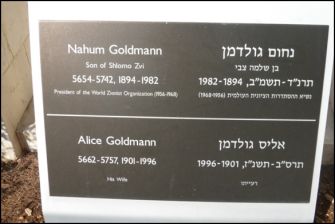 Nahum Goldmann
Son of Shlomo Zvi
5654-5742, 1894-1982
President of the World Zionist Organization (1956-1968)
נחום גולדמן
בן שלמה צבי
תרנ"ד - תשמ"ב, 1894 - 1982
נשיא ההסתדרות הציונית העולמית (1956-1968)
Alice Goldmann
5662-5757, 1901-1996
His Wife
אליס גולדמן
תרס"ב - תשנ"ז, 1901 - 1996
רעייתו